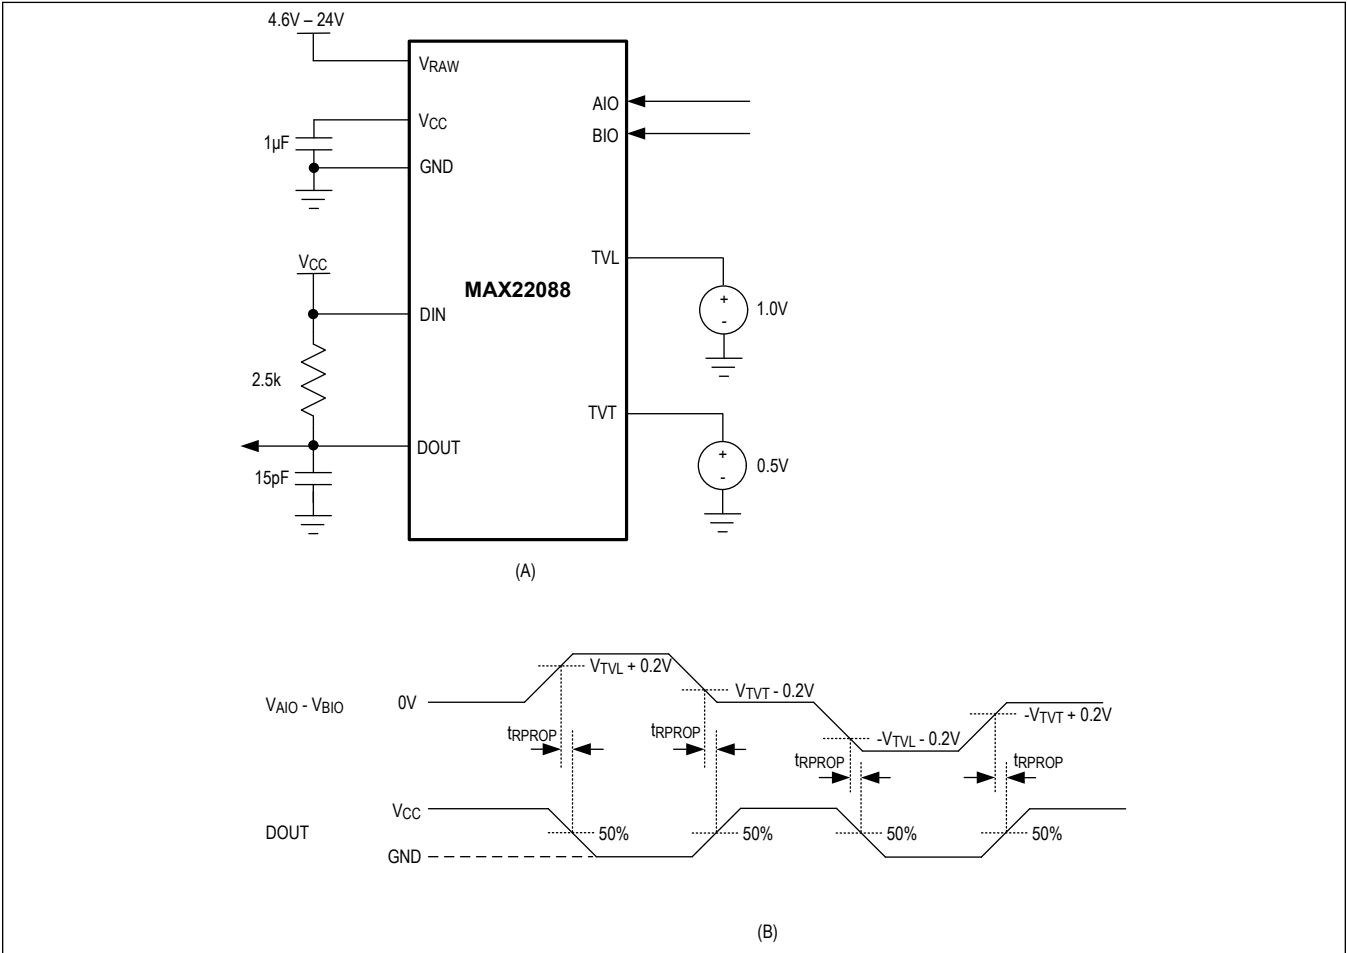 4.6V – 24V
VRAW
AIO
VCC
BIO
1µF
GND
VCC
TVL
MAX22088
+
-
1.0V
DIN
2.5k
TVT
DOUT
+
-
0.5V
15pF
(A)
VTVL + 0.2V
VTVT - 0.2V
VAIO - VBIO
0V
-VTVT + 0.2V
tRPROP
tRPROP
-VTVL - 0.2V
tRPROP
tRPROP
VCC
DOUT
50%
50%
50%
50%
GND
(B)